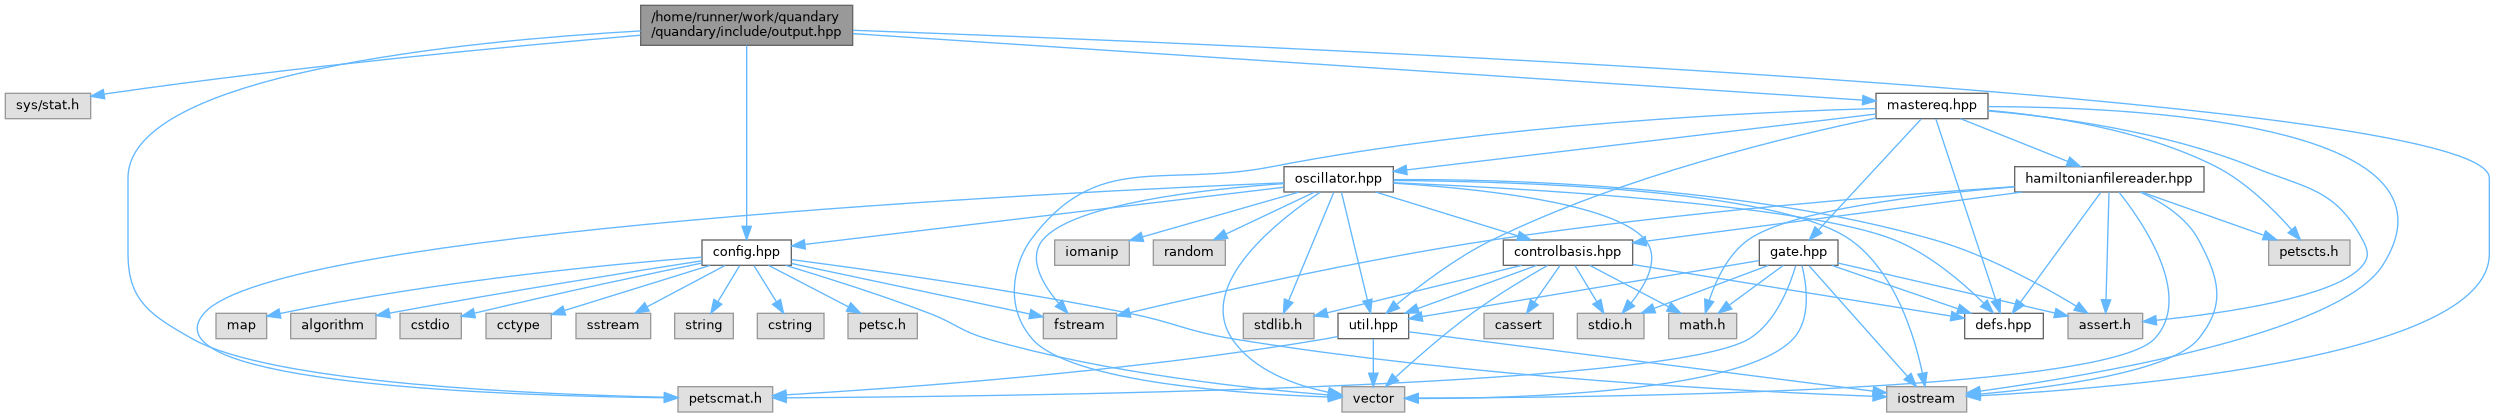 /home/runner/work/quandary
/quandary/include/output.hpp
sys/stat.h
mastereq.hpp
oscillator.hpp
hamiltonianfilereader.hpp
config.hpp
iomanip
random
controlbasis.hpp
gate.hpp
petscts.h
map
algorithm
cstdio
cctype
sstream
string
cstring
petsc.h
fstream
stdlib.h
util.hpp
cassert
stdio.h
math.h
defs.hpp
assert.h
petscmat.h
vector
iostream